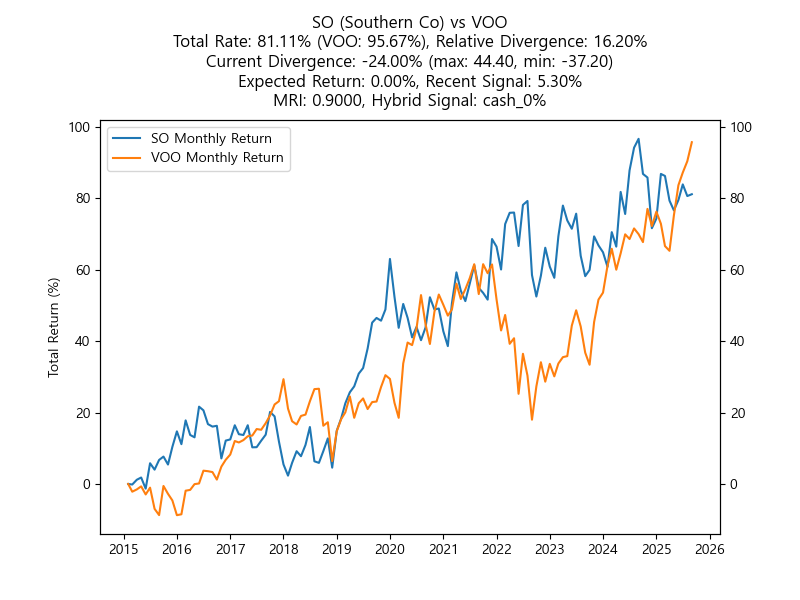 SO (Southern Co) vs VOO
Total Rate: 81.11% (VOO: 95.67%), Relative Divergence: 16.20%
Current Divergence: -24.00% (max: 44.40, min: -37.20)
Expected Return: 0.00%, Recent Signal: 5.30%
MRI: 0.9000, Hybrid Signal: cash_0%
SO Monthly Return
VOO Monthly Return
Total Return (%)
100
80
60
40
20
0
100
80
60
40
20
0
2015 2016 2017 2018 2019 2020 2021 2022 2023 2024 2025 2026